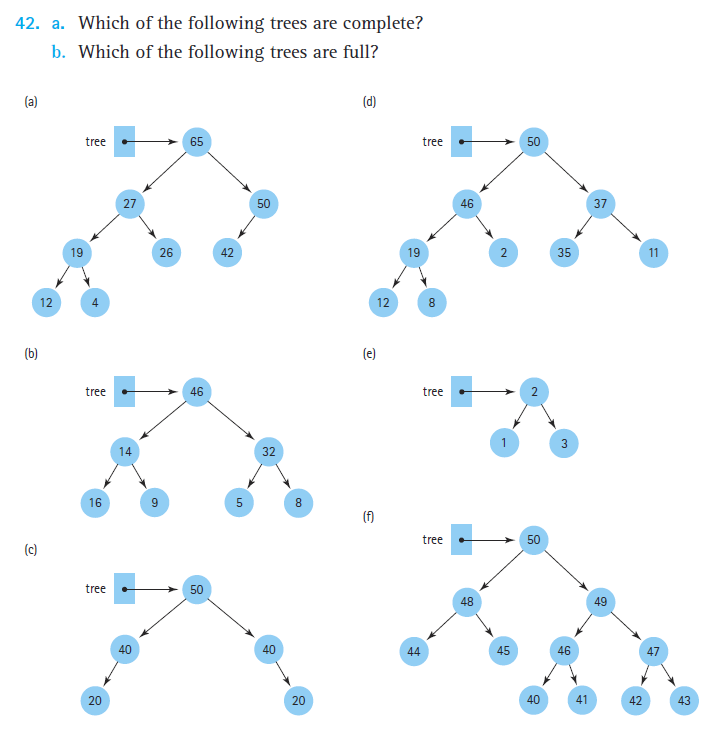 42. a. Which of the following trees are complete?
b. Which of the following trees are full?
(a)
tree 65
27 50
19 26 42
12 4
(b)
tree 46
14 32
16 9 5 8
(c)
tree 50
40 40
20 20
(d)
tree 50
46 37
19 2 35 11
12 8
(e)
tree 2
1 3
(f)
tree 50
48 49
44 45 46 47
40 41 42 43